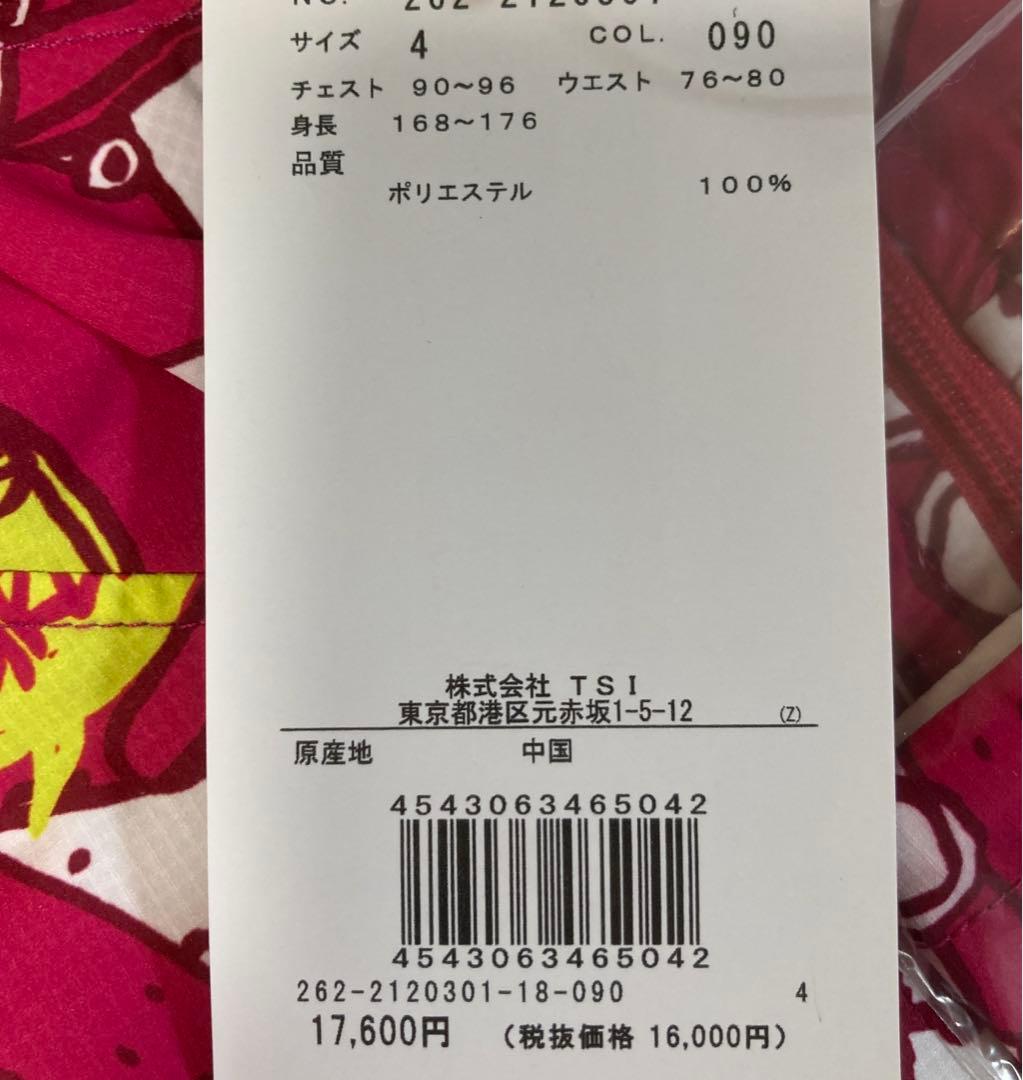 サイズ 4 COL. 090
チェスト 90〜96 ウエスト 76〜80
身長 168〜176
品質
ポリエステル 100%
株式会社 TSI
東京都港区元赤坂1-5-12 (Z)
原産地 中国
4543063465042
4543063465042
262-2120301-18-090 4
17,600円 (税抜価格 16,000円)